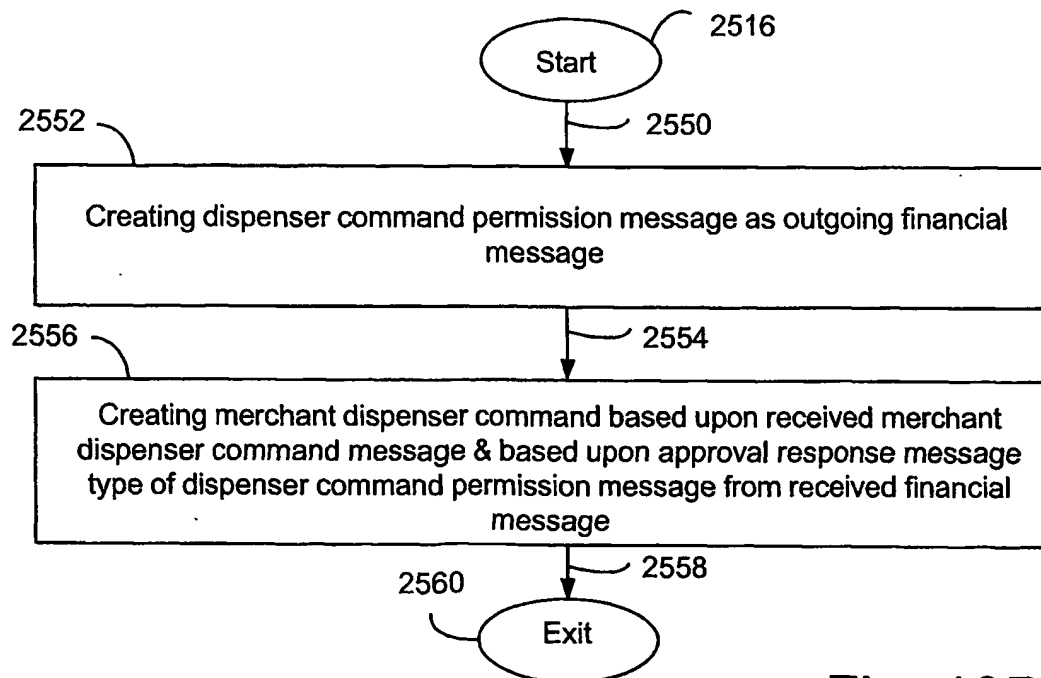 2516
Start
2552
2550
Creating dispenser command permission message as outgoing financial
message
2556
2554
Creating merchant dispenser command based upon received merchant
dispenser command message & based upon approval response message
type of dispenser command permission message from received financial
message
2558
2560
Exit